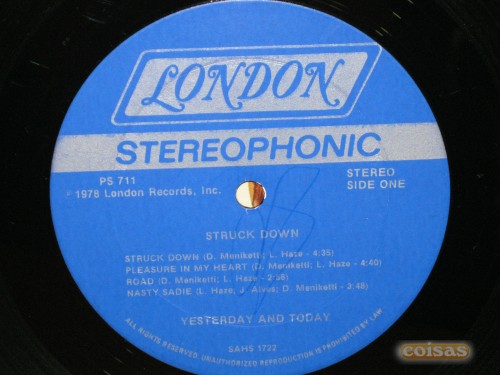 LONDON
STEREOPHONIC
PS 711
℗ 1978 London Records, Inc.
STEREO
SIDE ONE
STRUCK DOWN
STRUCK DOWN (D. Meniketti; L. Haze - 4:35)
PLEASURE IN MY HEART (D. Meniketti; L. Haze - 4:40)
ROAD (D. Meniketti; L. Haze - 2:56)
NASTY SADIE (L. Haze; J. Alves; D. Meniketti - 3:48)
YESTERDAY AND TODAY
ALL RIGHTS RESERVED. UNAUTHORIZED REPRODUCTION IS PROHIBITED BY LAW
SAHS 1722
coisas